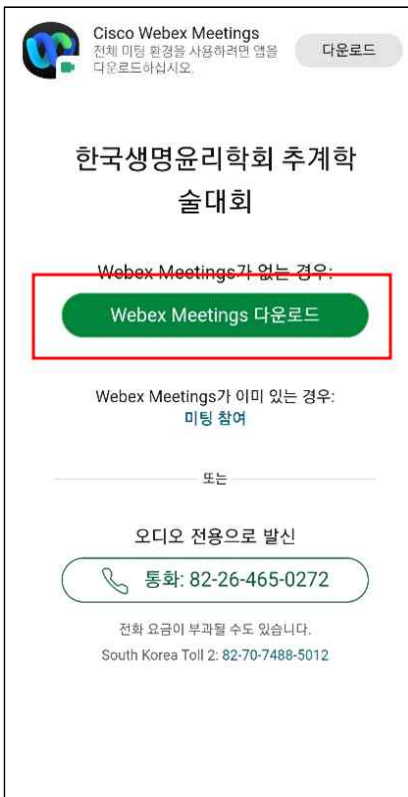 Cisco Webex Meetings
전체 미팅 환경을 사용하려면 앱을
다운로드하십시오.
다운로드
한국생명윤리학회 추계학
술대회
Webex Meetings가 없는 경우:
Webex Meetings 다운로드
Webex Meetings가 이미 있는 경우:
미팅 참여
또는
오디오 전용으로 발신
통화: 82-26-465-0272
전화 요금이 부과될 수도 있습니다.
South Korea Toll 2: 82-70-7488-5012